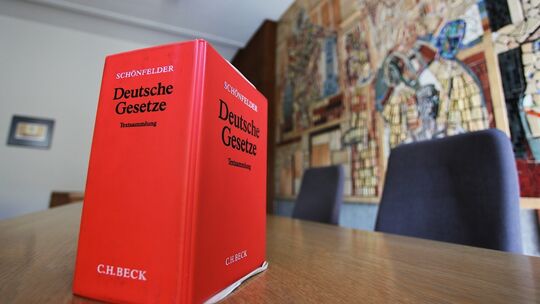 SCHÖNFELDER
Deutsche
Gesetze
Textsammlung
C.H.BECK
SCHÖNFELDER
Deutsche
Gesetze
Textsammlung
C.H.BECK